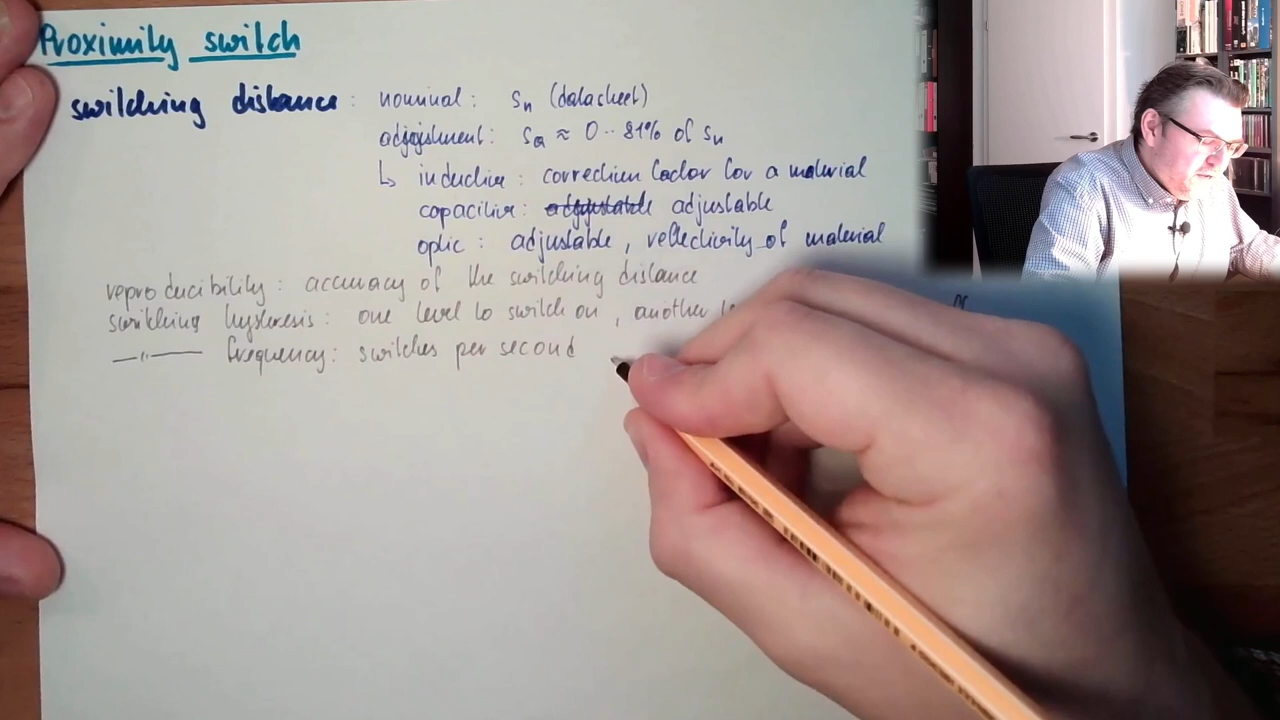 Proximity switch
switching distance: nominal: sn (datasheet)
adjustment: sa ≈ 0..81% of sn
↳ inductive: correction factor for a material
capacitive: adjustable adjustable
optic: adjustable, reflectivity of material
reproducibility: accuracy of the switching distance
switching hysteresis: one level to switch on, another
—〃— frequency: switches per second